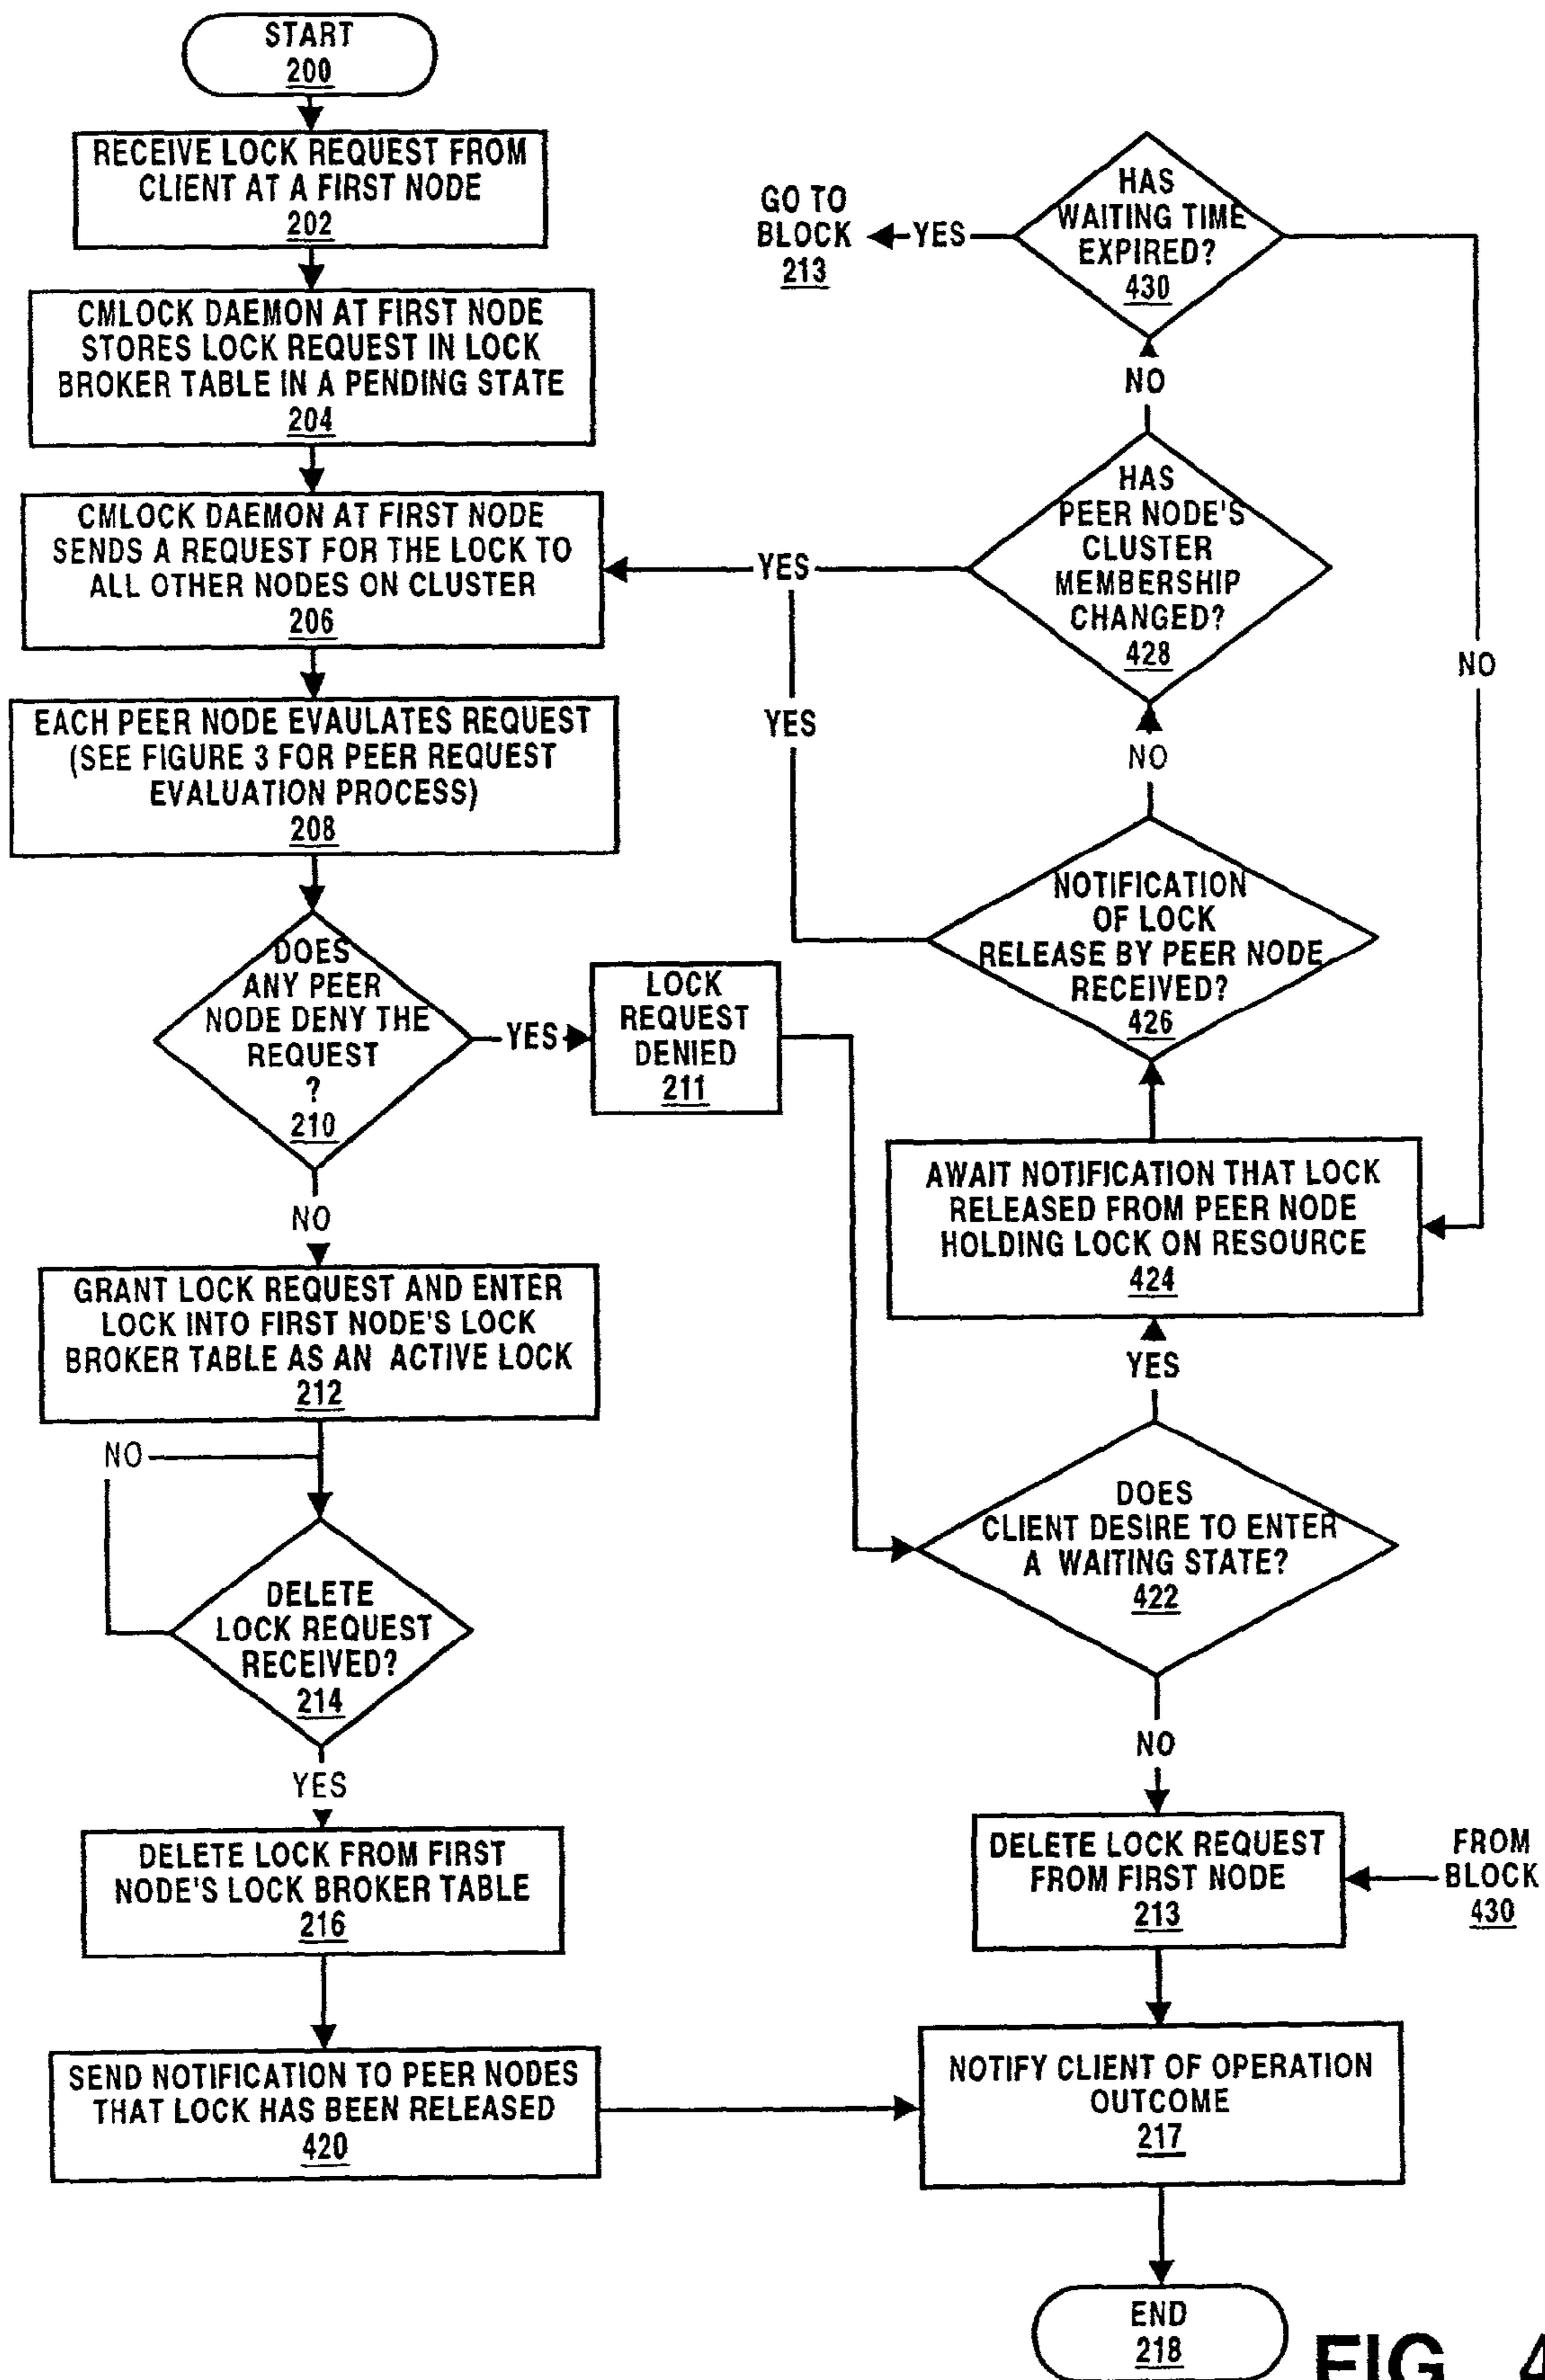 START
200
RECEIVE LOCK REQUEST FROM
CLIENT AT A FIRST NODE
202
CMLOCK DAEMON AT FIRST NODE
STORES LOCK REQUEST IN LOCK
BROKER TABLE IN A PENDING STATE
204
CMLOCK DAEMON AT FIRST NODE
SENDS A REQUEST FOR THE LOCK TO
ALL OTHER NODES ON CLUSTER
206
EACH PEER NODE EVAULATES REQUEST
(SEE FIGURE 3 FOR PEER REQUEST
EVALUATION PROCESS)
208
DOES
ANY PEER
NODE DENY THE
REQUEST
?
210
YES
LOCK
REQUEST
DENIED
211
NO
GRANT LOCK REQUEST AND ENTER
LOCK INTO FIRST NODE'S LOCK
BROKER TABLE AS AN ACTIVE LOCK
212
NO
DELETE
LOCK REQUEST
RECEIVED?
214
YES
DELETE LOCK FROM FIRST
NODE'S LOCK BROKER TABLE
216
SEND NOTIFICATION TO PEER NODES
THAT LOCK HAS BEEN RELEASED
420
HAS
WAITING TIME
EXPIRED?
430
YES
GO TO
BLOCK
213
NO
NO
HAS
PEER NODE'S
CLUSTER
MEMBERSHIP
CHANGED?
428
YES
YES
NO
NOTIFICATION
OF LOCK
RELEASE BY PEER NODE
RECEIVED?
426
AWAIT NOTIFICATION THAT LOCK
RELEASED FROM PEER NODE
HOLDING LOCK ON RESOURCE
424
YES
DOES
CLIENT DESIRE TO ENTER
A WAITING STATE?
422
NO
DELETE LOCK REQUEST
FROM FIRST NODE
213
FROM
BLOCK
430
NOTIFY CLIENT OF OPERATION
OUTCOME
217
END
218
FIG. 4